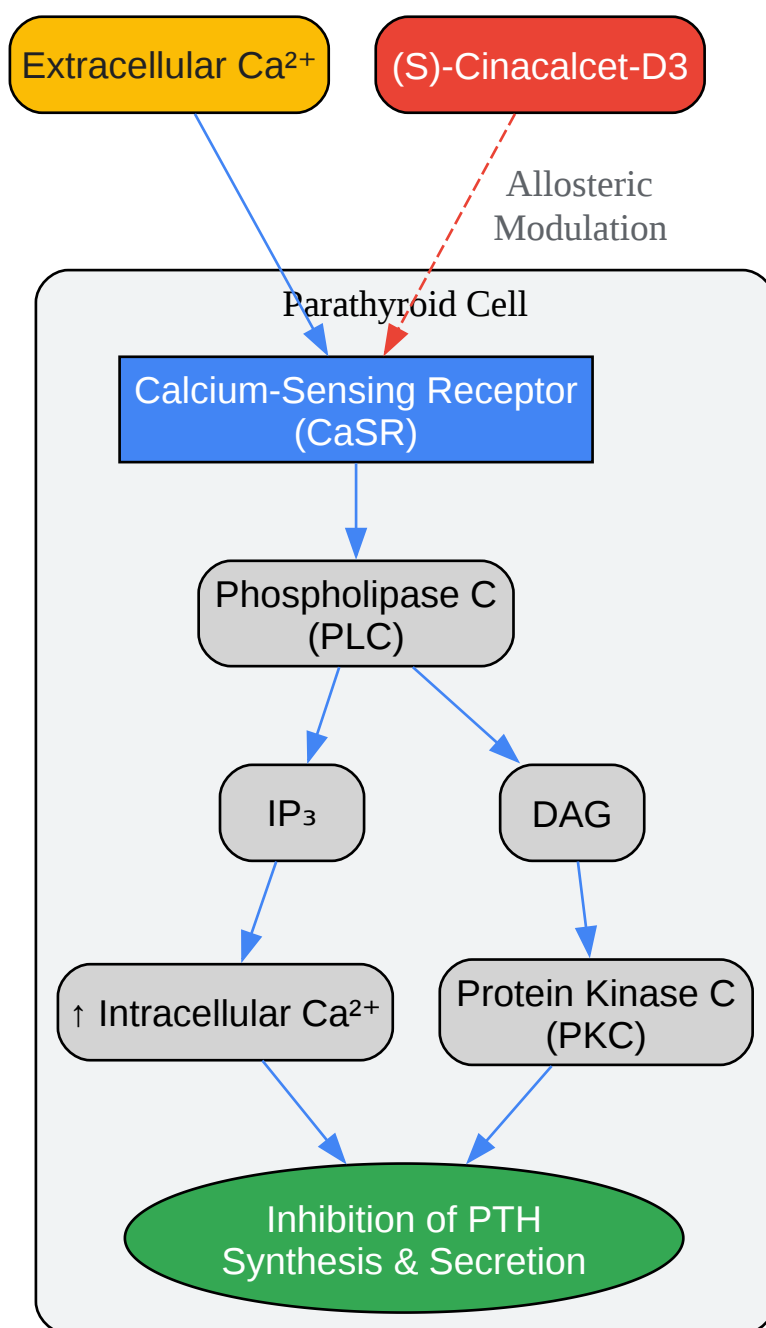 Extracellular Ca²⁺
(S)-Cinacalcet-D3
Allosteric
Modulation
Parathyroid Cell
Calcium-Sensing Receptor
(CaSR)
Phospholipase C
(PLC)
IP₃
DAG
↑ Intracellular Ca²⁺
Protein Kinase C
(PKC)
Inhibition of PTH
Synthesis & Secretion